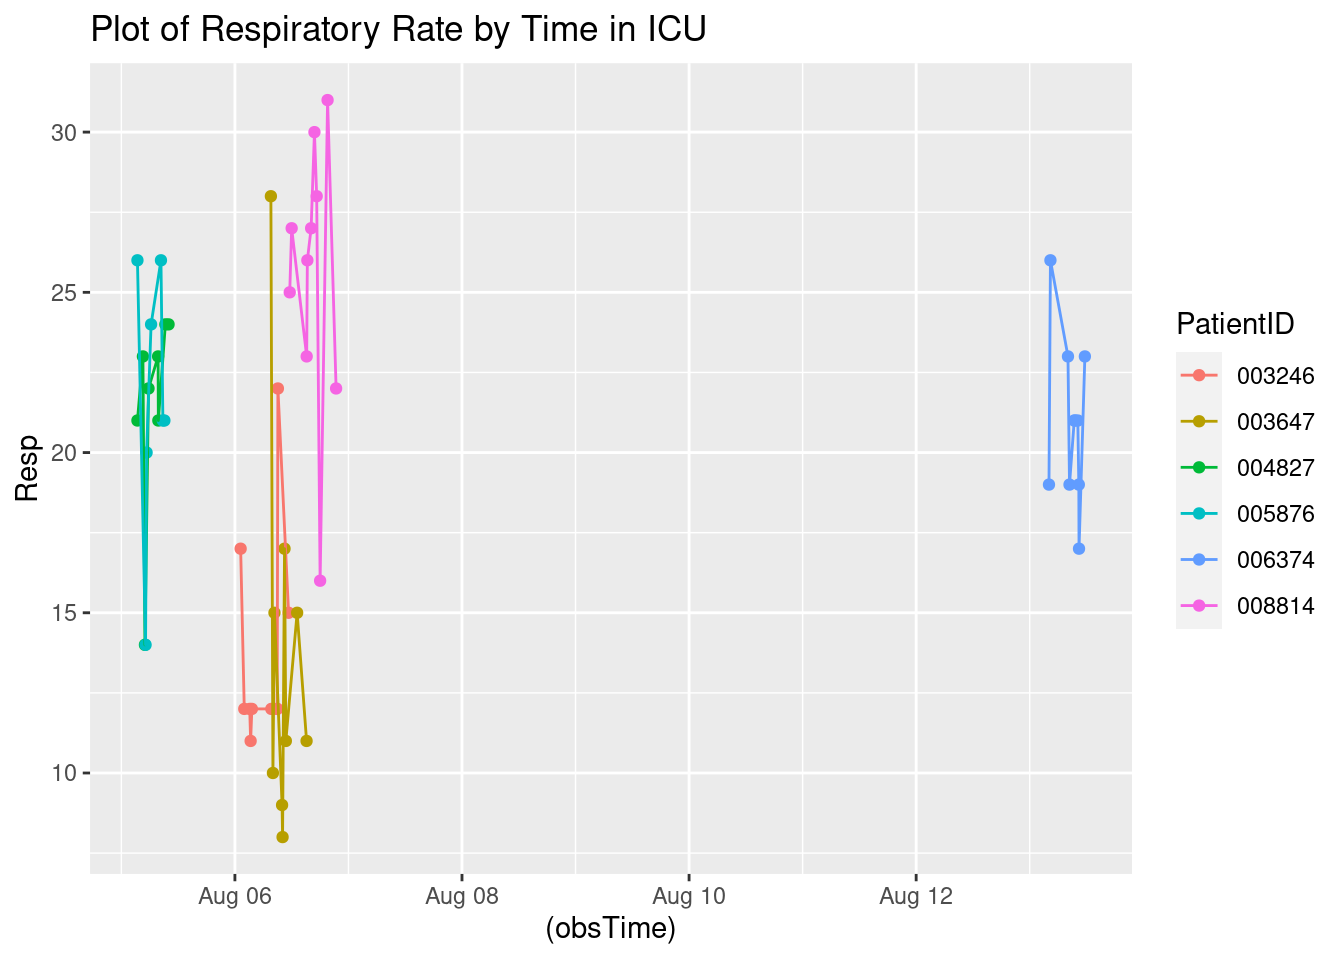 Plot of Respiratory Rate by Time in ICU
30
25
20
15
10
Resp
Aug 06
Aug 08
Aug 10
Aug 12
(obsTime)
PatientID
003246
003647
004827
005876
006374
008814